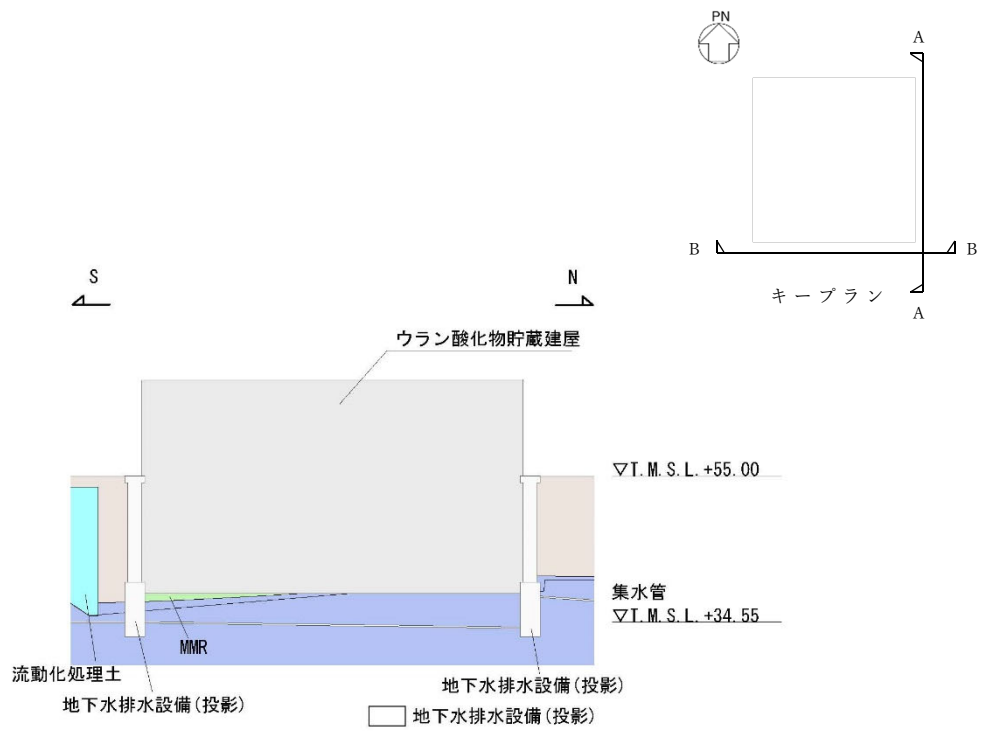 PN
A
B
B
キープラン
A
S
N
ウラン酸化物貯蔵建屋
▽T.M.S.L.+55.00
集水管
▽T.M.S.L.+34.55
MMR
流動化処理土
地下水排水設備(投影)
地下水排水設備(投影)
地下水排水設備(投影)